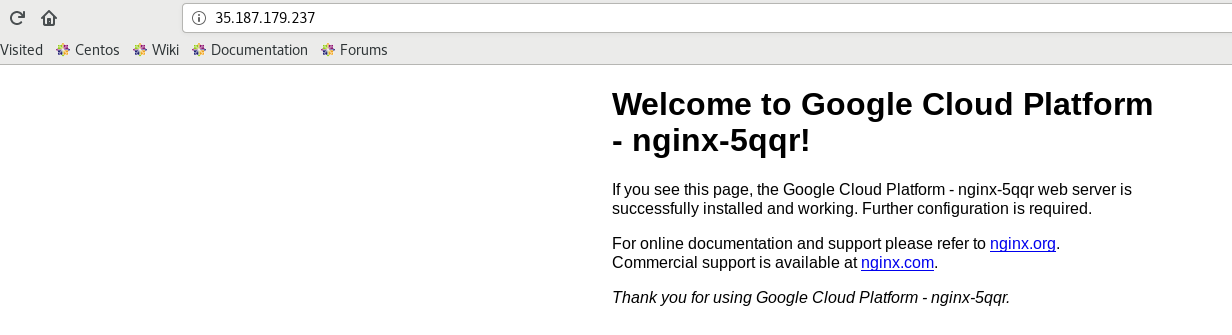 35.187.179.237
Visited Centos Wiki Documentation Forums
Welcome to Google Cloud Platform
- nginx-5qqr!
If you see this page, the Google Cloud Platform - nginx-5qqr web server is
successfully installed and working. Further configuration is required.
For online documentation and support please refer to nginx.org.
Commercial support is available at nginx.com.
Thank you for using Google Cloud Platform - nginx-5qqr.